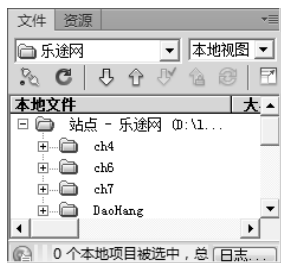 文件 资源
乐途网 本地视图
本地文件 大
站点 - 乐途网 (D:\l...
ch4
ch6
ch7
DaoHang
0 个本地项目被选中，总 日志...